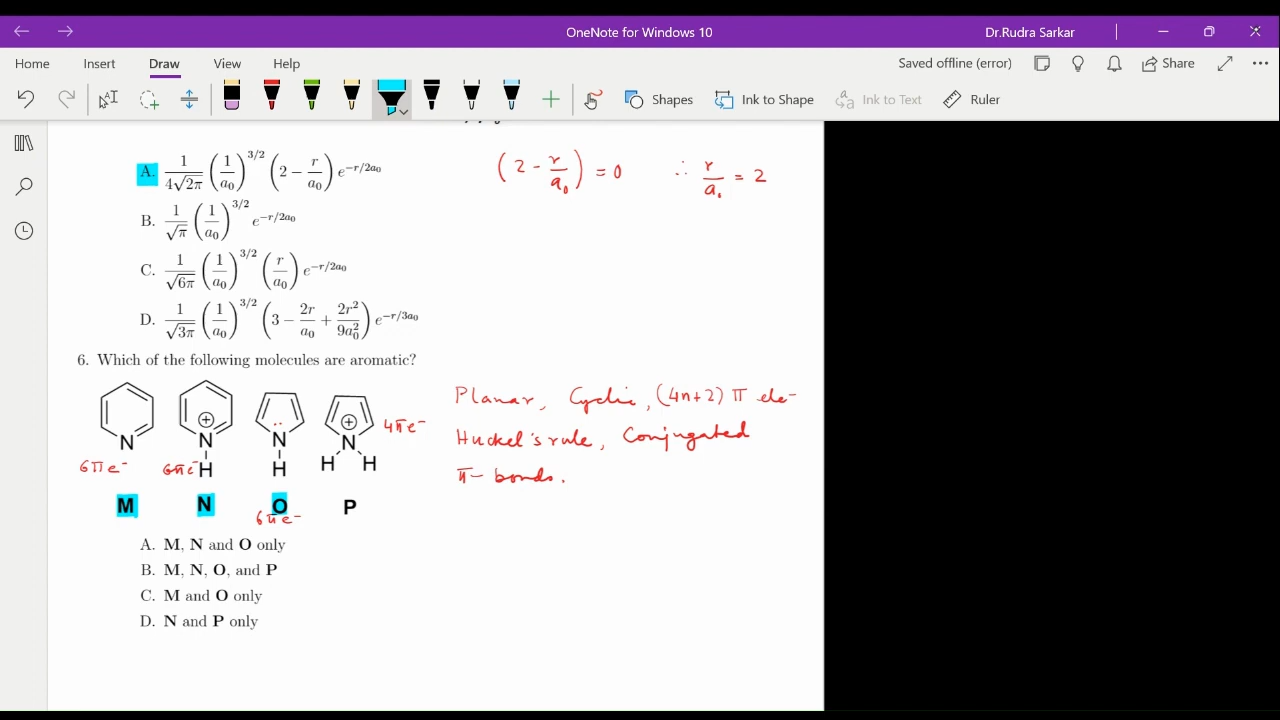 OneNote for Windows 10
Dr.Rudra Sarkar
Home Insert Draw View Help
Saved offline (error)
Share
Shapes
Ink to Shape
Ink to Text
Ruler
A. 1/4√2π (1/a₀)^3/2 (2 − r/a₀) e^−r/2a₀
(2 - r/a₀) = 0 ∴ r/a₀ = 2
B. 1/√π (1/a₀)^3/2 e^−r/2a₀
C. 1/√6π (1/a₀)^3/2 (r/a₀) e^−r/2a₀
D. 1/√3π (1/a₀)^3/2 (3 − 2r/a₀ + 2r²/9a₀²) e^−r/3a₀
6. Which of the following molecules are aromatic?
Planar, Cyclic, (4n+2) π ele-
Huckel's rule, Conjugated
π- bonds.
N N N N
⊕ ⊕
H H H H
6πe⁻ 6πe⁻ 6πe⁻ 4πe⁻
M N O P
A. M, N and O only
B. M, N, O, and P
C. M and O only
D. N and P only